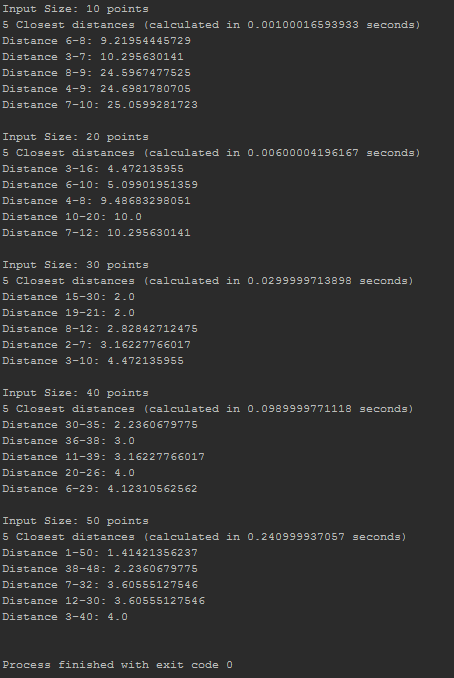 Input Size: 10 points
5 Closest distances (calculated in 0.00100016593933 seconds)
Distance 6-8: 9.21954445729
Distance 3-7: 10.295630141
Distance 8-9: 24.5967477525
Distance 4-9: 24.6981780705
Distance 7-10: 25.0599281723
Input Size: 20 points
5 Closest distances (calculated in 0.00600004196167 seconds)
Distance 3-16: 4.472135955
Distance 6-10: 5.09901951359
Distance 4-8: 9.48683298051
Distance 10-20: 10.0
Distance 7-12: 10.295630141
Input Size: 30 points
5 Closest distances (calculated in 0.0299999713898 seconds)
Distance 15-30: 2.0
Distance 19-21: 2.0
Distance 8-12: 2.82842712475
Distance 2-7: 3.16227766017
Distance 3-10: 4.472135955
Input Size: 40 points
5 Closest distances (calculated in 0.0989999771118 seconds)
Distance 30-35: 2.2360679775
Distance 36-38: 3.0
Distance 11-39: 3.16227766017
Distance 20-26: 4.0
Distance 6-29: 4.12310562562
Input Size: 50 points
5 Closest distances (calculated in 0.240999937057 seconds)
Distance 1-50: 1.41421356237
Distance 38-48: 2.2360679775
Distance 7-32: 3.60555127546
Distance 12-30: 3.60555127546
Distance 3-40: 4.0
Process finished with exit code 0